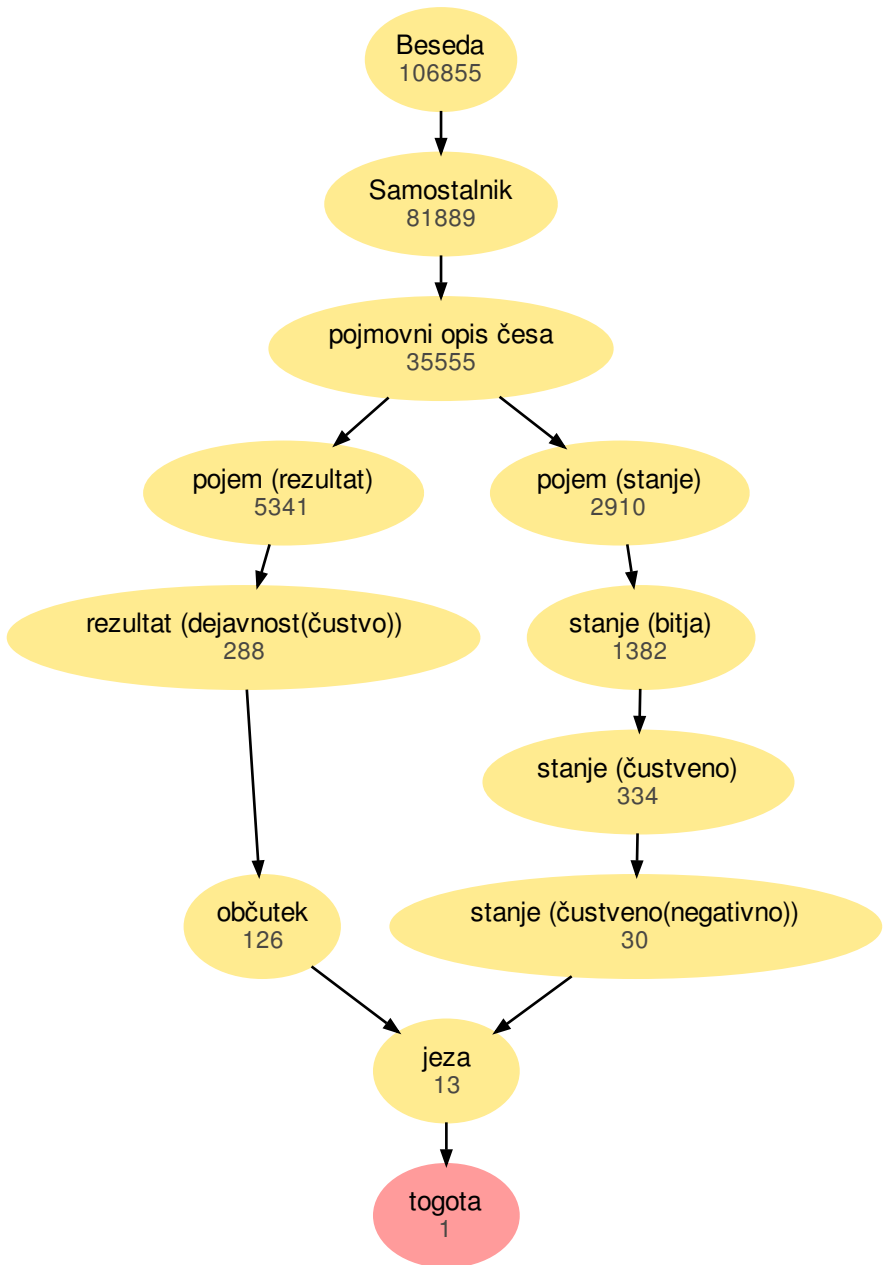 Beseda
106855
Samostalnik
81889
pojmovni opis česa
35555
pojem (rezultat)
5341
pojem (stanje)
2910
rezultat (dejavnost(čustvo))
288
stanje (bitja)
1382
stanje (čustveno)
334
občutek
126
stanje (čustveno(negativno))
30
jeza
13
togota
1